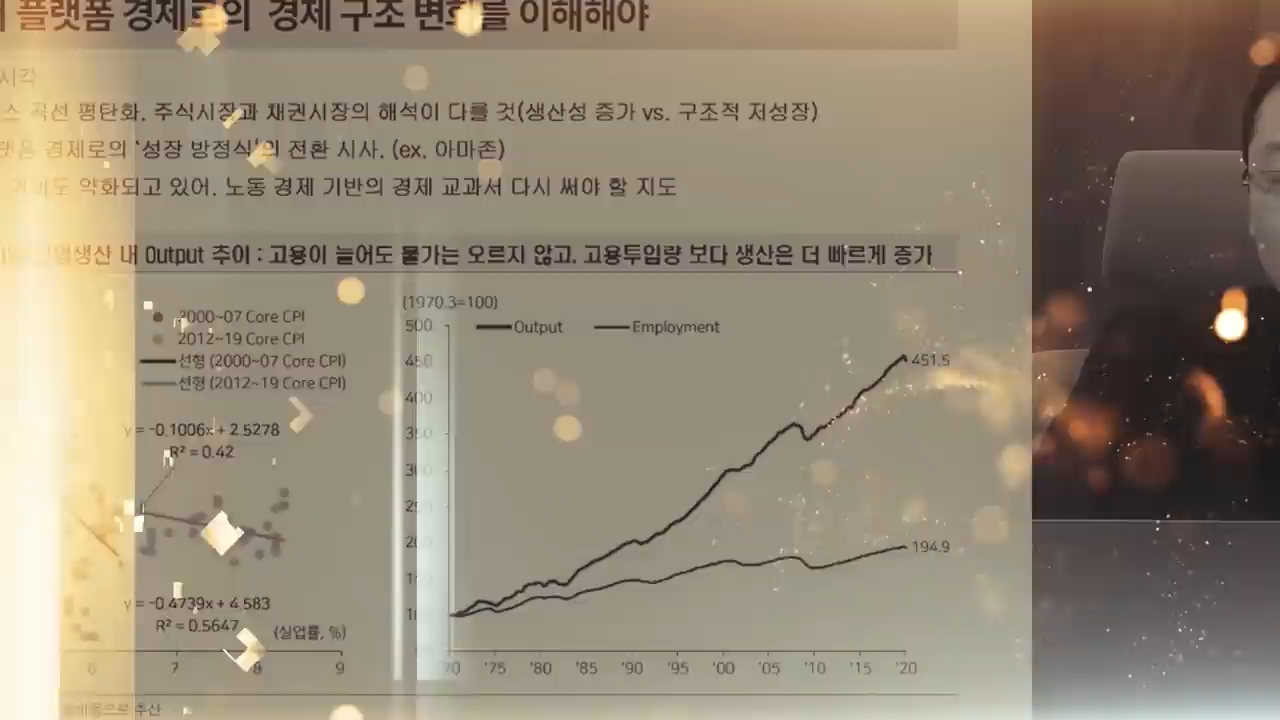 플랫폼 경제로의 경제 구조 변화를 이해해야
시각
곡선 평탄화. 주식시장과 채권시장의 해석이 다를 것(생산성 증가 vs. 구조적 저성장)
경제로의 '성장 방정식'의 전환 시사. (ex. 아마존)
약화되고 있어. 노동 경제 기반의 경제 교과서 다시 써야 할 지도
내 Output 추이 : 고용이 늘어도 물가는 오르지 않고. 고용투입량 보다 생산은 더 빠르게 증가
2000~07 Core CPI
2012~19 Core CPI
선형 (2000~07 Core CPI)
선형 (2012~19 Core CPI)
y = -0.1006x + 2.5278
R² = 0.42
y = -0.4739x + 4.583
R² = 0.5647
(실업률, %)
7 8 9
(1970.3=100)
Output Employment
500
450
400
350
451.5
194.9
'75 '80 '85 '90 '95 '00 '05 '10 '15 '20
추산